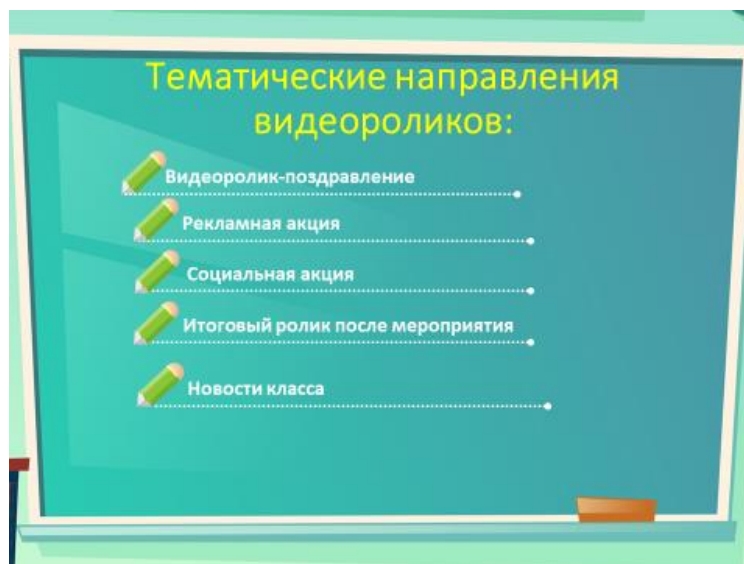 Тематические направления
видеороликов:
Видеоролик-поздравление
Рекламная акция
Социальная акция
Итоговый ролик после мероприятия
Новости класса